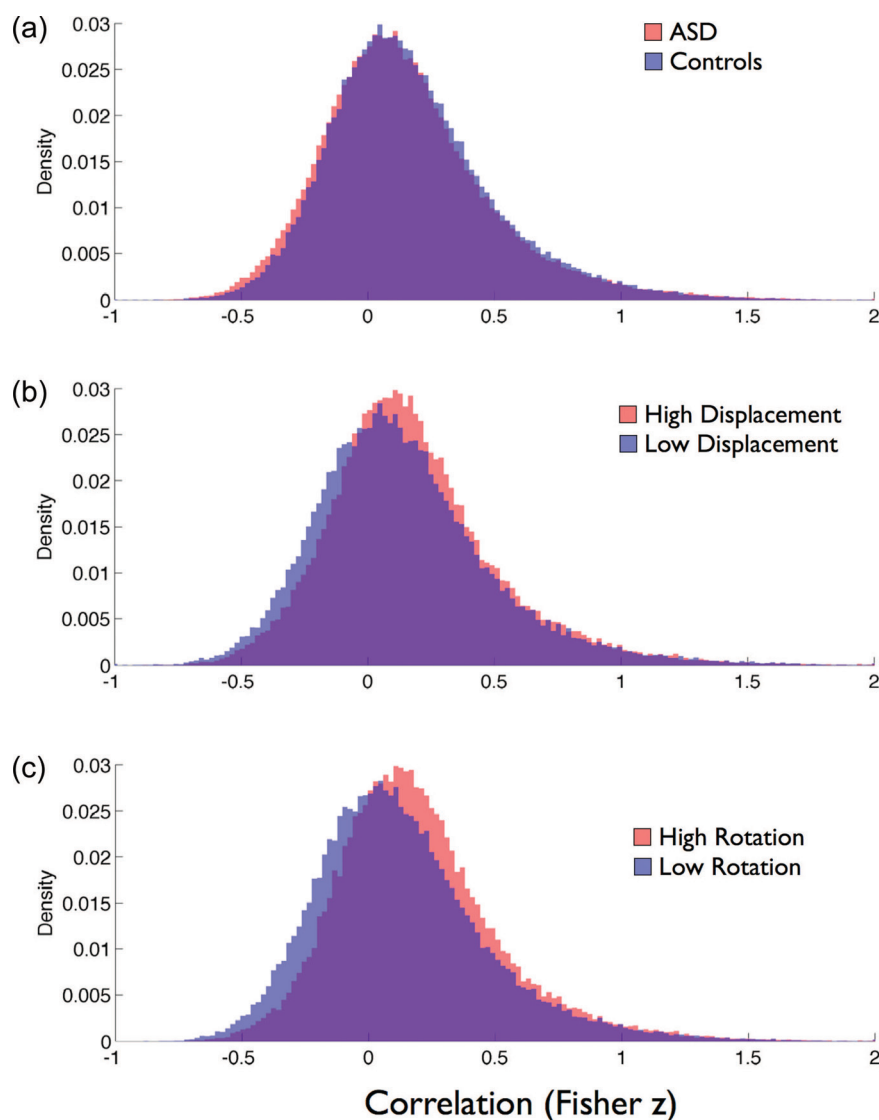 (a)
ASD
Controls
Density
0.03
0.025
0.02
0.015
0.01
0.005
0
-1 -0.5 0 0.5 1 1.5 2
(b)
High Displacement
Low Displacement
Density
0.03
0.025
0.02
0.015
0.01
0.005
0
-1 -0.5 0 0.5 1 1.5 2
(c)
High Rotation
Low Rotation
Density
0.03
0.025
0.02
0.015
0.01
0.005
0
-1 -0.5 0 0.5 1 1.5 2
Correlation (Fisher z)